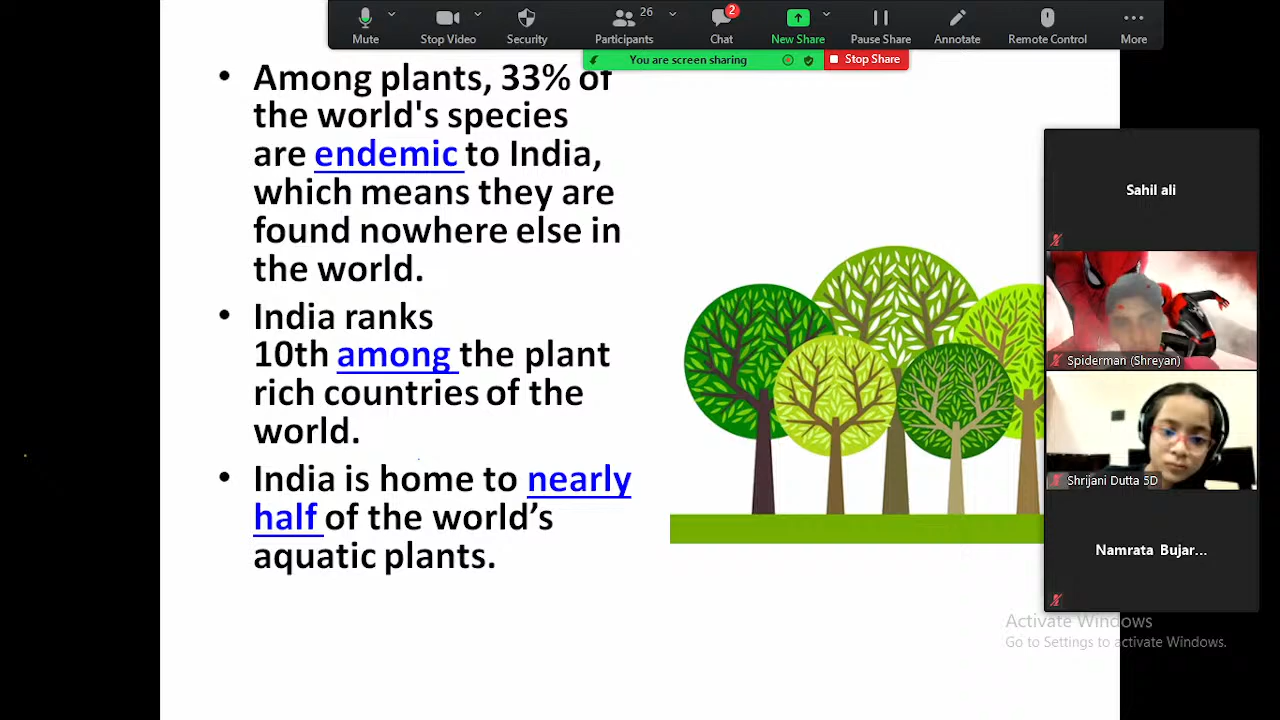 Mute
Stop Video
Security
26
Participants
2
Chat
New Share
Pause Share
Annotate
Remote Control
More
You are screen sharing
Stop Share
• Among plants, 33% of
the world's species
are endemic to India,
which means they are
found nowhere else in
the world.
• India ranks
10th among the plant
rich countries of the
world.
• India is home to nearly
half of the world’s
aquatic plants.
Sahil ali
Spiderman (Shreyan)
Shrijani Dutta 5D
Namrata Bujar...
Activate Windows
Go to Settings to activate Windows.